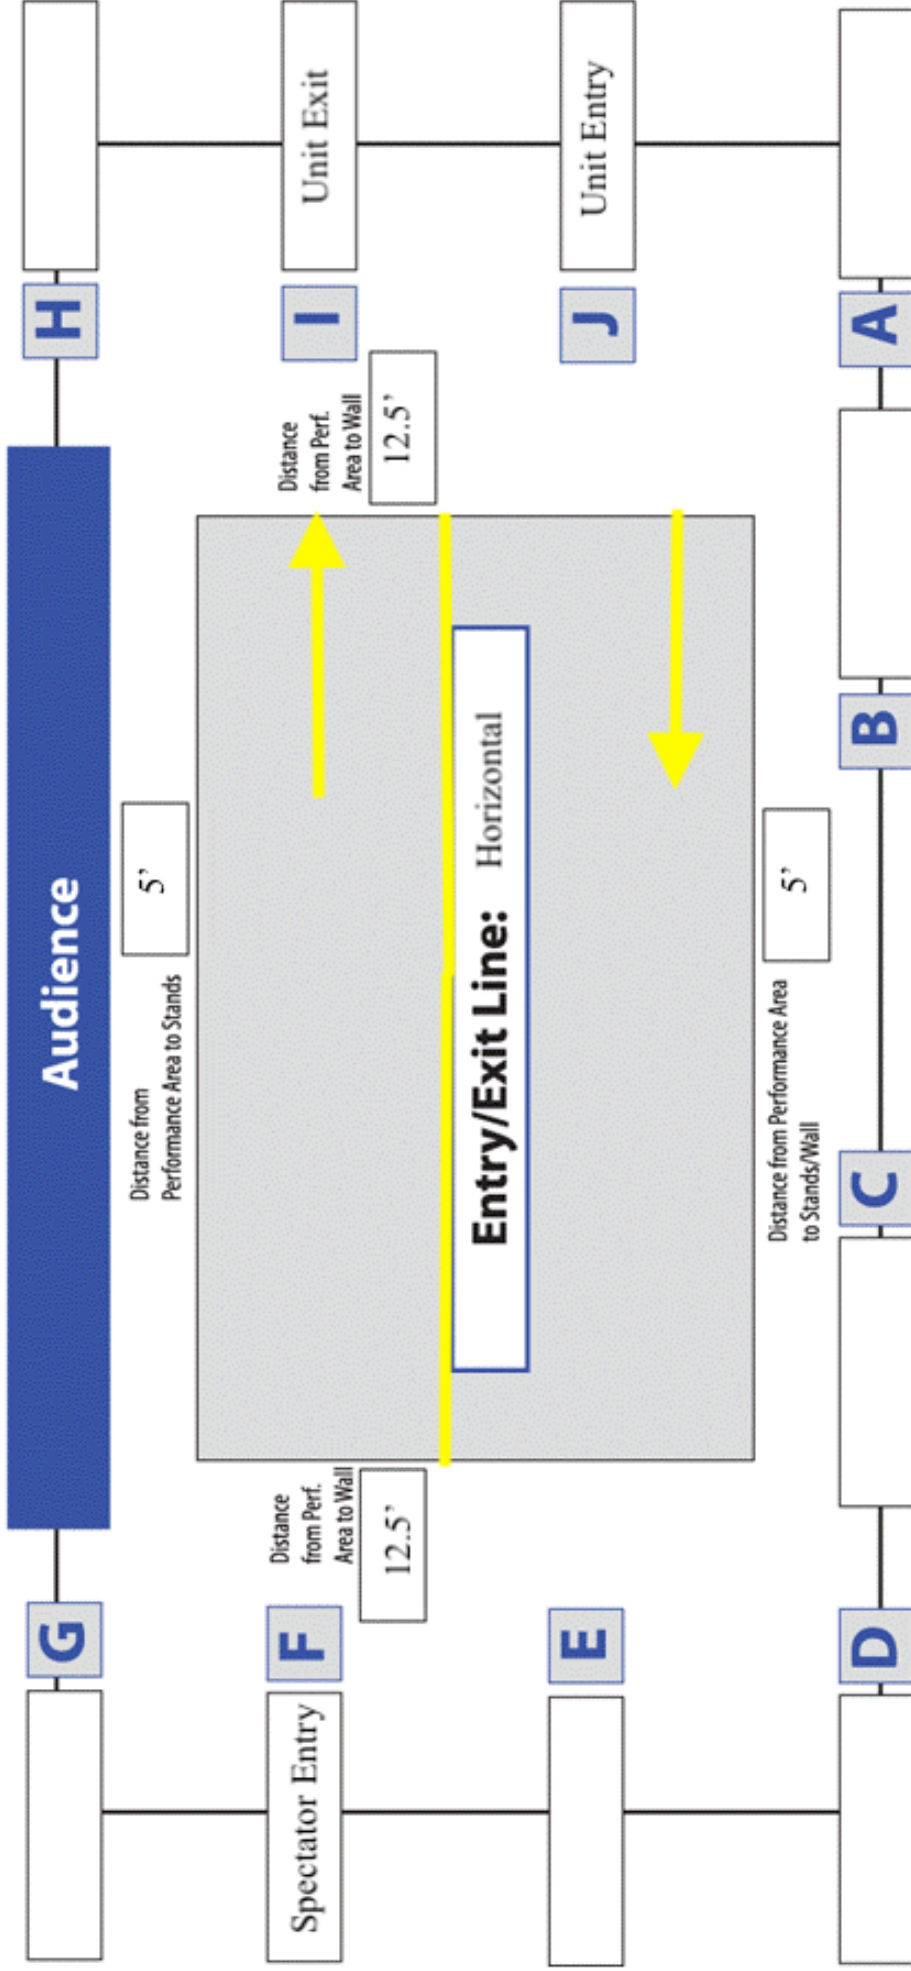 G
Audience
H
Distance from
Performance Area to Stands
5’
Spectator Entry
F
Distance
from Perf.
Area to Wall
12.5’
Distance
from Perf.
Area to Wall
12.5’
I
Unit Exit
Entry/Exit Line: Horizontal
E
J
Unit Entry
Distance from Performance Area
to Stands/Wall
5’
D
C
B
A